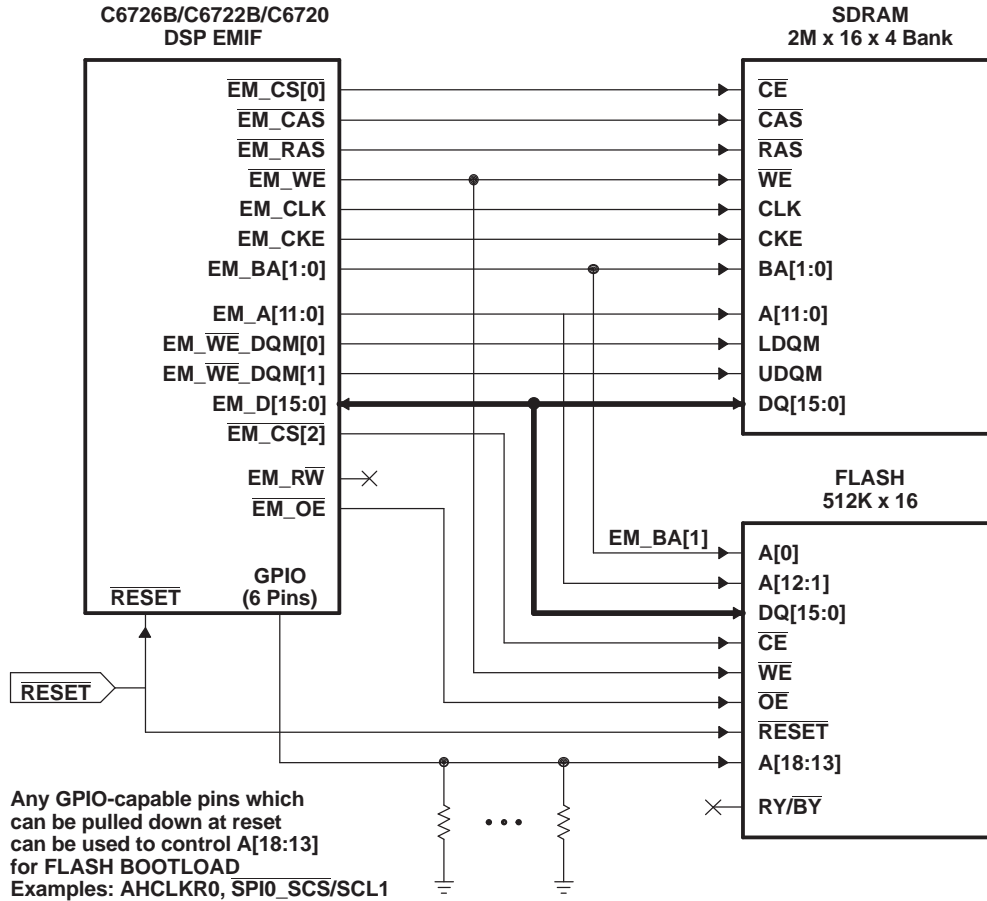 C6726B/C6722B/C6720
DSP EMIF
SDRAM
2M x 16 x 4 Bank
EM_CS[0]
CE
EM_CAS
CAS
EM_RAS
RAS
EM_WE
WE
EM_CLK
CLK
EM_CKE
CKE
EM_BA[1:0]
BA[1:0]
EM_A[11:0]
A[11:0]
EM_WE_DQM[0]
LDQM
EM_WE_DQM[1]
UDQM
EM_D[15:0]
DQ[15:0]
EM_CS[2]
EM_RW
EM_OE
FLASH
512K x 16
EM_BA[1]
A[0]
A[12:1]
DQ[15:0]
CE
WE
OE
RESET
A[18:13]
RY/BY
GPIO
(6 Pins)
RESET
RESET
Any GPIO-capable pins which
can be pulled down at reset
can be used to control A[18:13]
for FLASH BOOTLOAD
Examples: AHCLKR0, SPI0_SCS/SCL1